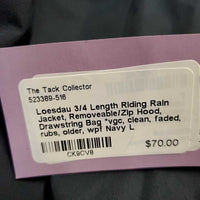 The Tack Collector
523389-516
Loesdau 3/4 Length Riding Rain
Jacket, Removeable/Zip Hood,
Drawstring Bag *vgc, clean, faded,
rubs, older, wpf Navy L
CK9CV8
$70.00